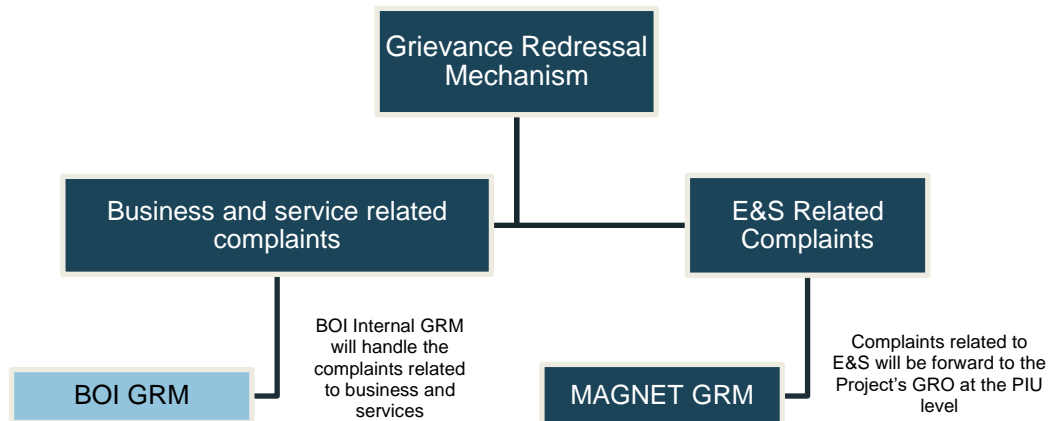 Grievance Redressal
Mechanism
Business and service related
complaints
E&S Related
Complaints
BOI GRM
BOI Internal GRM
will handle the
complaints related
to business and
services
MAGNET GRM
Complaints related to
E&S will be forward to the
Project's GRO at the PIU
level